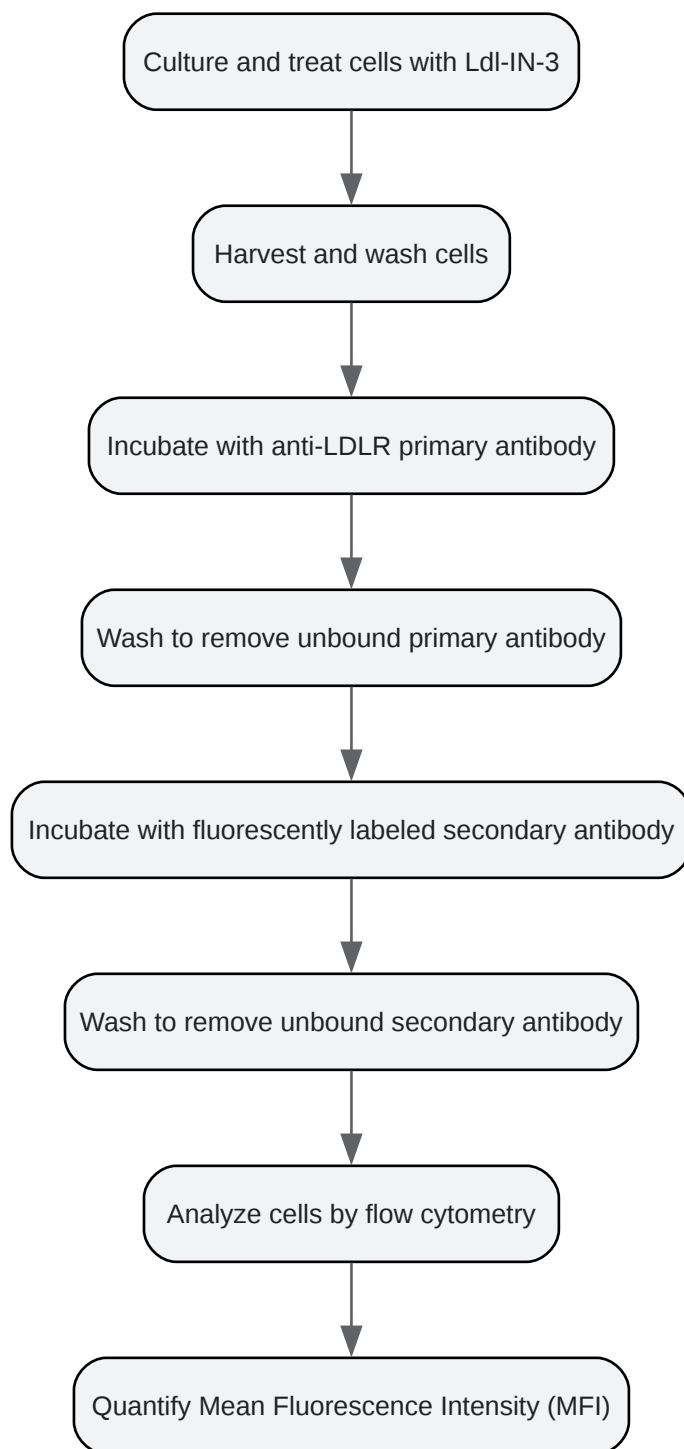 Culture and treat cells with Ldl-IN-3
Harvest and wash cells
Incubate with anti-LDLR primary antibody
Wash to remove unbound primary antibody
Incubate with fluorescently labeled secondary antibody
Wash to remove unbound secondary antibody
Analyze cells by flow cytometry
Quantify Mean Fluorescence Intensity (MFI)